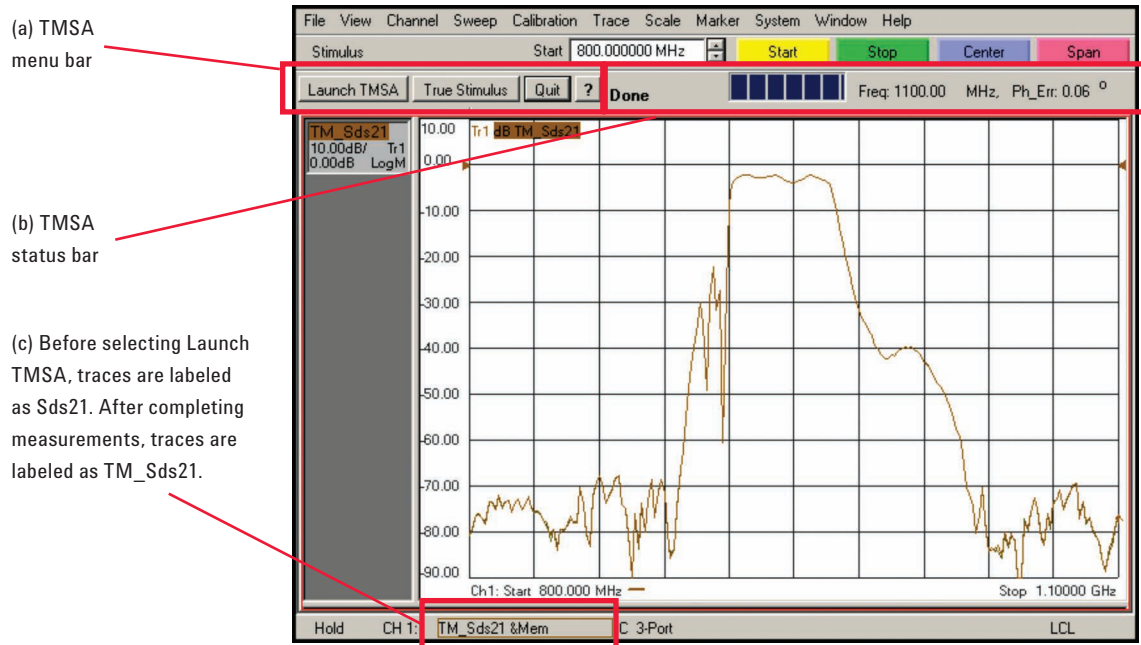 (a) TMSA
menu bar
(b) TMSA
status bar
(c) Before selecting Launch
TMSA, traces are labeled
as Sds21. After completing
measurements, traces are
labeled as TM_Sds21.
File View Channel Sweep Calibration Trace Scale Marker System Window Help
Stimulus Start 800.000000 MHz Start Stop Center Span
Launch TMSA True Stimulus Quit ? Done Freq: 1100.00 MHz, Ph_Err: 0.06 °
TM_Sds21
10.00dB/ Tr1
0.00dB LogM
Tr1 dB TM_Sds21
10.00
0.00
-10.00
-20.00
-30.00
-40.00
-50.00
-60.00
-70.00
-80.00
-90.00
Ch1: Start 800.000 MHz Stop 1.10000 GHz
Hold CH 1: TM_Sds21 &Mem C 3-Port LCL